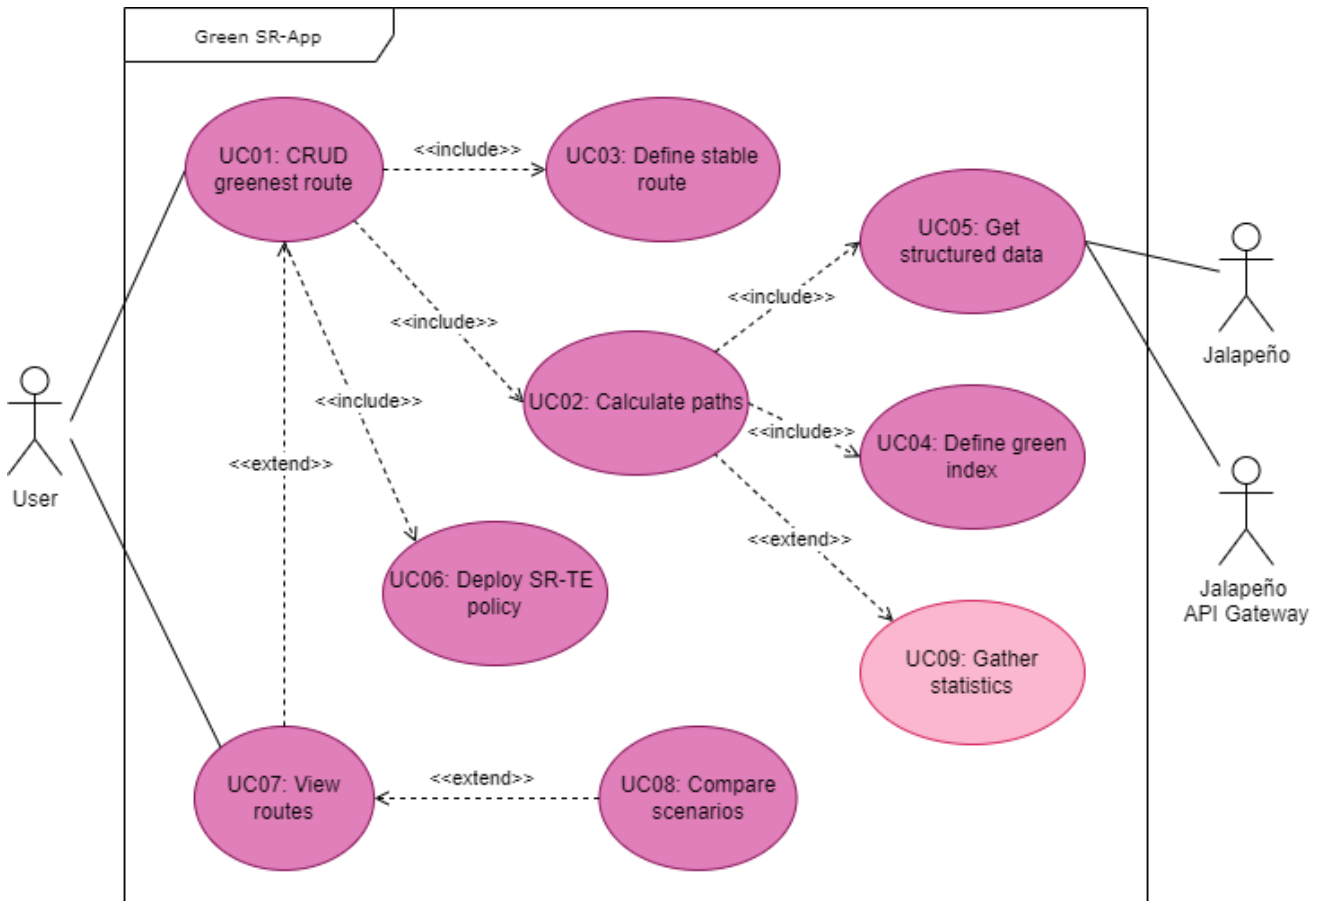 Green SR-App
UC01: CRUD
greenest route
<<include>>
UC03: Define stable
route
UC05: Get
structured data
<<include>>
<<include>>
Jalapeño
<<include>>
UC02: Calculate paths
<<include>>
UC04: Define green
index
<<extend>>
User
<<extend>>
UC06: Deploy SR-TE
policy
Jalapeño
API Gateway
UC09: Gather
statistics
UC07: View
routes
<<extend>>
UC08: Compare
scenarios